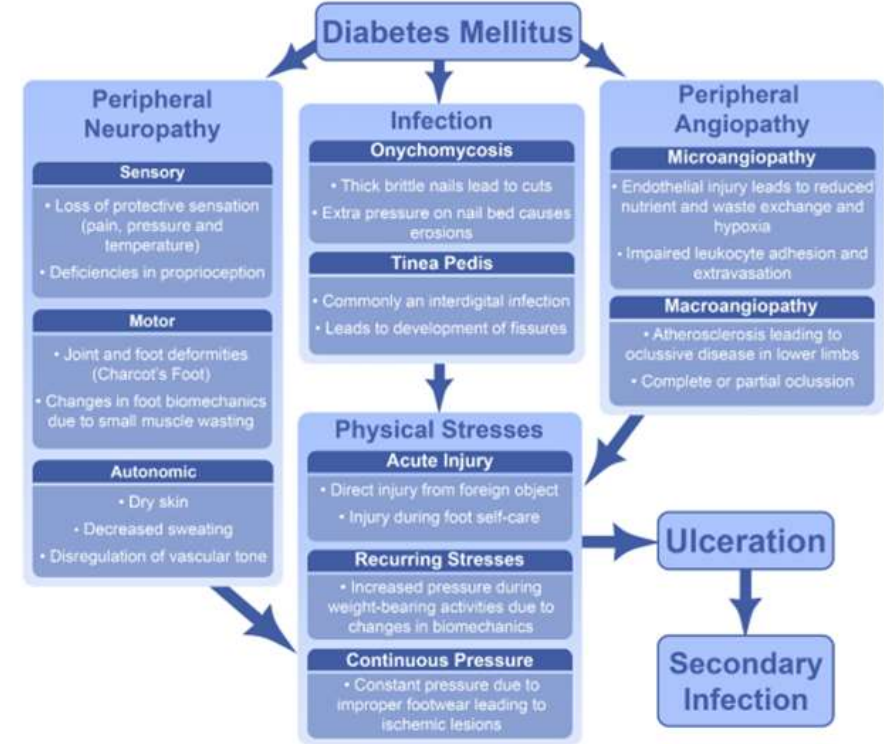 Diabetes Mellitus
Peripheral
Neuropathy
Sensory
• Loss of protective sensation
(pain, pressure and
temperature)
• Deficiencies in proprioception
Motor
• Joint and foot deformities
(Charcot's Foot)
• Changes in foot biomechanics
due to small muscle wasting
Autonomic
• Dry skin
• Decreased sweating
• Disregulation of vascular tone
Infection
Onychomycosis
• Thick brittle nails lead to cuts
• Extra pressure on nail bed causes
erosions
Tinea Pedis
• Commonly an interdigital infection
• Leads to development of fissures
Peripheral
Angiopathy
Microangiopathy
• Endothelial injury leads to reduced
nutrient and waste exchange and
hypoxia
• Impaired leukocyte adhesion and
extravasation
Macroangiopathy
• Atherosclerosis leading to
oclussive disease in lower limbs
• Complete or partial oclussion
Physical Stresses
Acute Injury
• Direct injury from foreign object
• Injury during foot self-care
Recurring Stresses
• Increased pressure during
weight-bearing activities due to
changes in biomechanics
Continuous Pressure
• Constant pressure due to
improper footwear leading to
ischemic lesions
Ulceration
Secondary
Infection